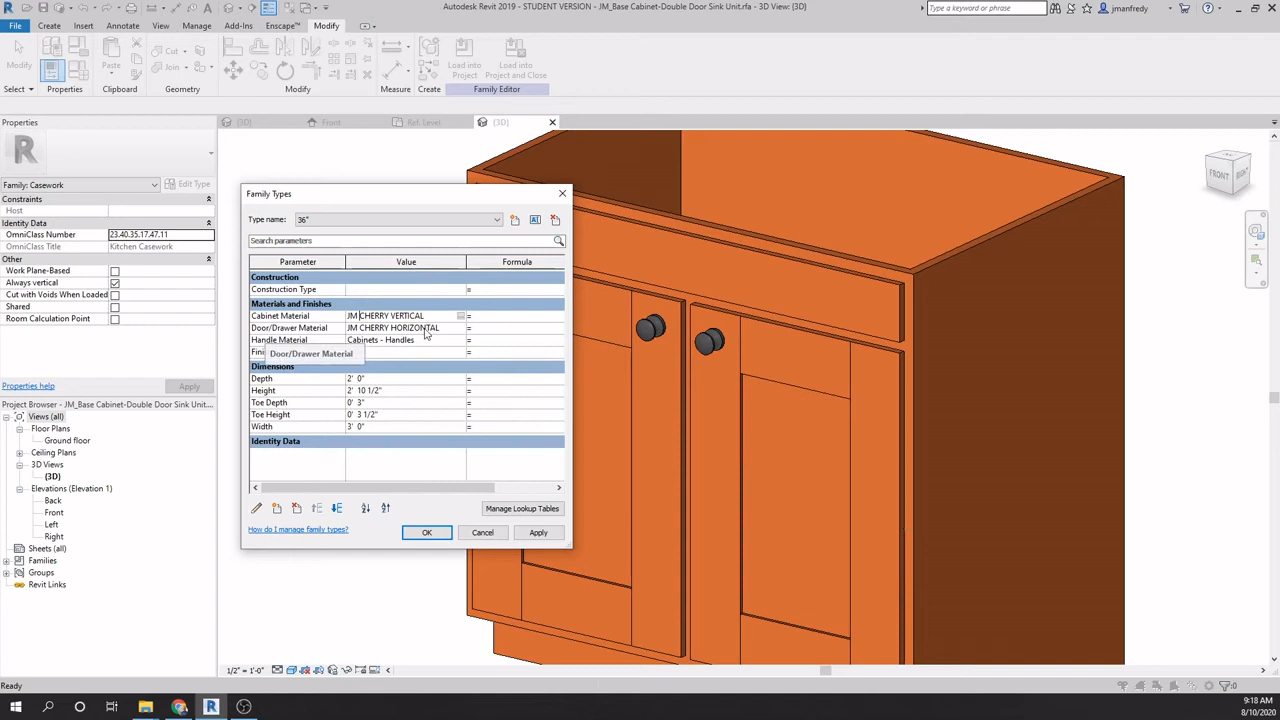 Autodesk Revit 2019 - STUDENT VERSION - JM_Base Cabinet-Double Door Sink Unit.rfa - 3D View: {3D}
Type a keyword or phrase
jmanfredy
File Create Insert Annotate View Manage Add-Ins Enscape™ Modify
Modify
Paste
Cut
Join
Load into Project
Load into Project and Close
Select Properties Clipboard Geometry Modify Measure Create Family Editor
Properties
{3D} Front Ref. Level {3D}
Family: Casework Edit Type
Constraints
Host
Identity Data
OmniClass Number 23.40.35.17.47.11
OmniClass Title Kitchen Casework
Other
Work Plane-Based
Always vertical
Cut with Voids When Loaded
Shared
Room Calculation Point
Properties help Apply
Project Browser - JM_Base Cabinet-Double Door Sink Unit...
Views (all)
Floor Plans
Ground floor
Ceiling Plans
3D Views
{3D}
Elevations (Elevation 1)
Back
Front
Left
Right
Sheets (all)
Families
Groups
Revit Links
Family Types
Type name: 36"
Search parameters
Parameter Value Formula
Construction
Construction Type =
Materials and Finishes
Cabinet Material JM CHERRY VERTICAL =
Door/Drawer Material JM CHERRY HORIZONTAL =
Handle Material Cabinets - Handles =
Fini =
Door/Drawer Material
Dimensions
Depth 2' 0" =
Height 2' 10 1/2" =
Toe Depth 0' 3" =
Toe Height 0' 3 1/2" =
Width 3' 0" =
Identity Data
Manage Lookup Tables
How do I manage family types?
OK Cancel Apply
FRONT
1/2" = 1'-0"
Ready
:0
9:18 AM
8/10/2020